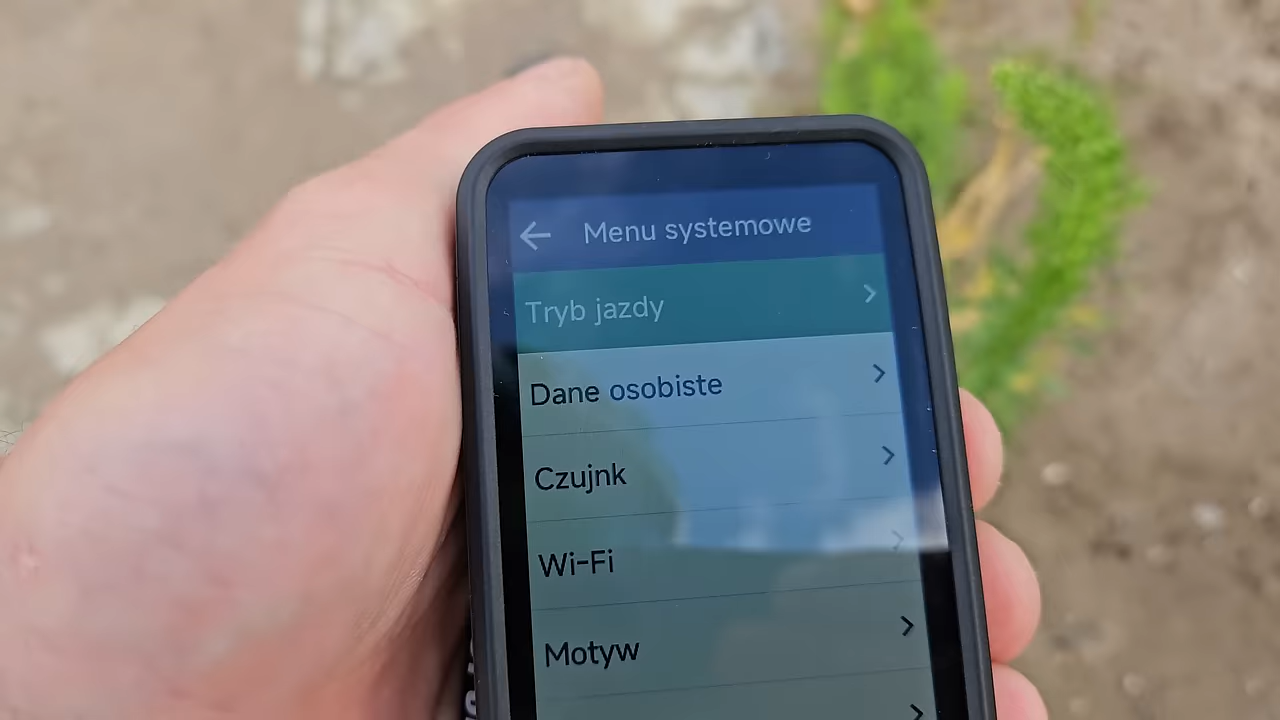 Menu systemowe
Tryb jazdy
Dane osobiste
Czujnk
Wi-Fi
Motyw